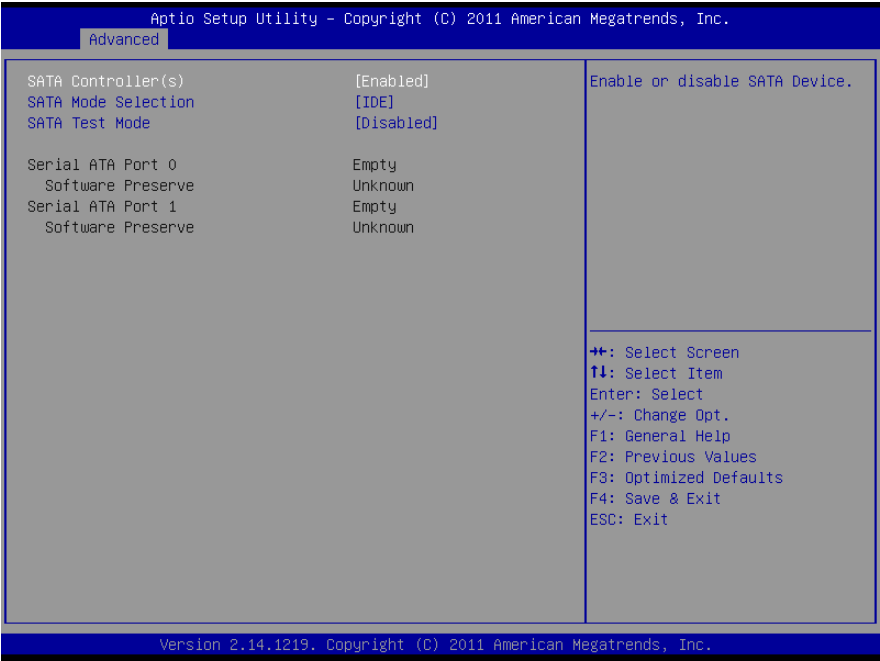 Aptio Setup Utility – Copyright (C) 2011 American Megatrends, Inc.
Advanced
SATA Controller(s) [Enabled]
SATA Mode Selection [IDE]
SATA Test Mode [Disabled]
Serial ATA Port 0 Empty
Software Preserve Unknown
Serial ATA Port 1 Empty
Software Preserve Unknown
Enable or disable SATA Device.
→←: Select Screen
↑↓: Select Item
Enter: Select
+/-: Change Opt.
F1: General Help
F2: Previous Values
F3: Optimized Defaults
F4: Save & Exit
ESC: Exit
Version 2.14.1219. Copyright (C) 2011 American Megatrends, Inc.